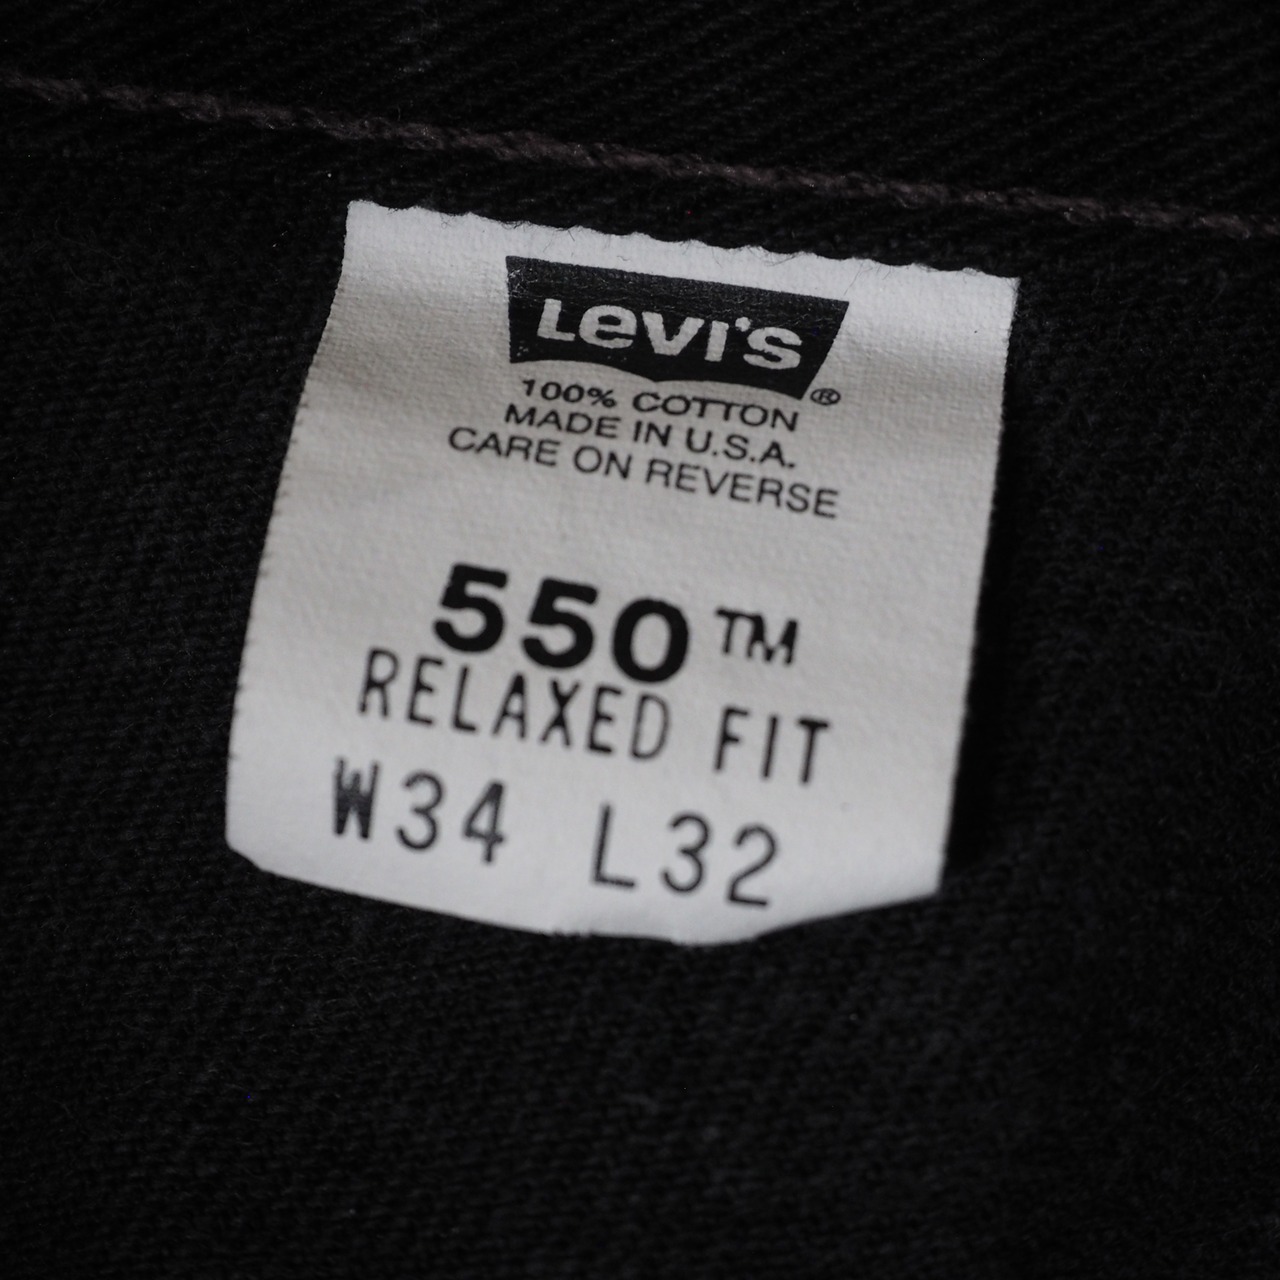 Levi's®
100% COTTON
MADE IN U.S.A.
CARE ON REVERSE
550™
RELAXED FIT
W34 L32